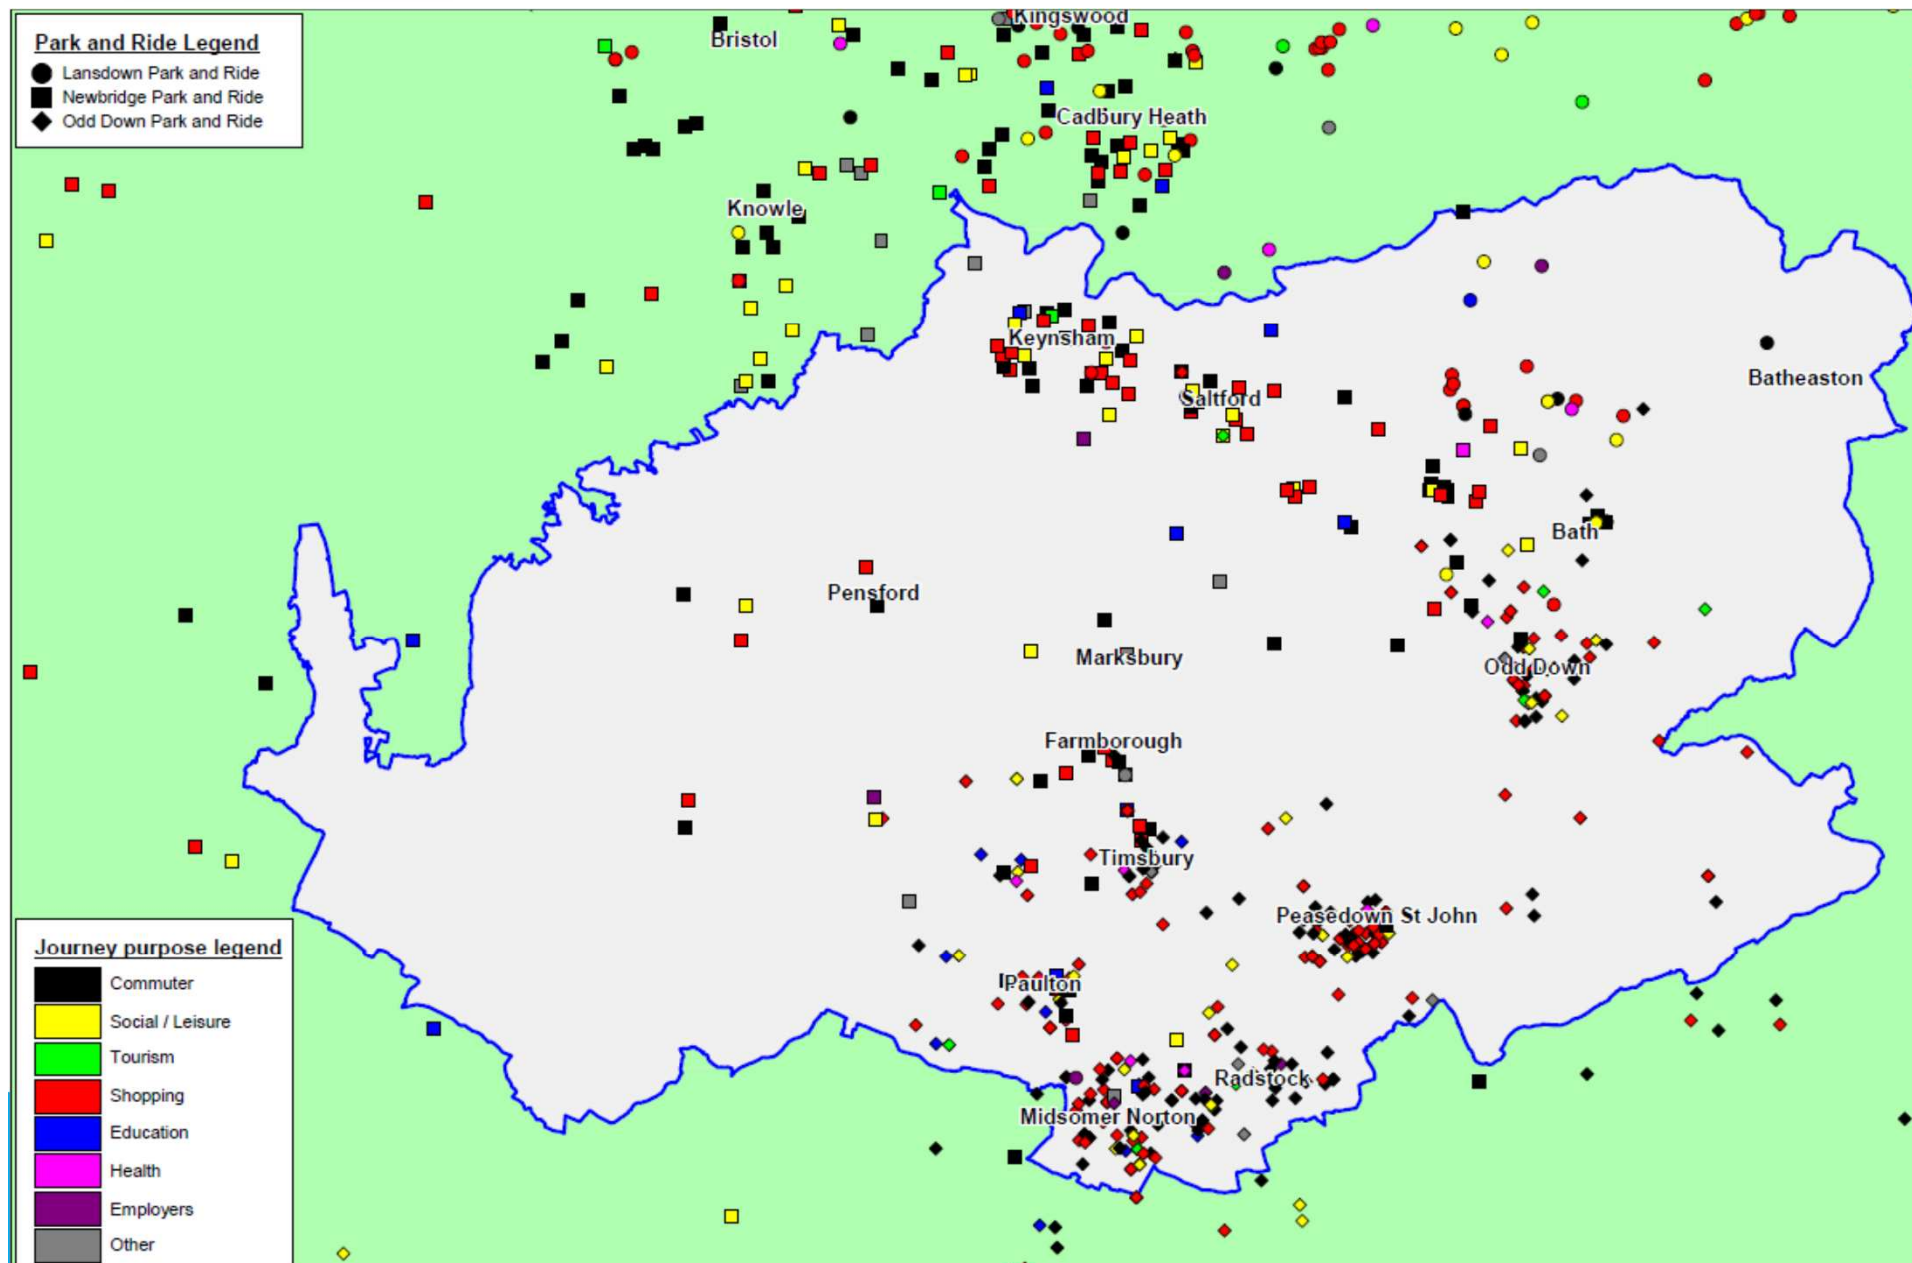 Park and Ride Legend
Lansdown Park and Ride
Newbridge Park and Ride
Odd Down Park and Ride
Kingswood
Bristol
Cadbury Heath
Knowle
Keynsham
Batheaston
Saltford
Bath
Pensford
Marksbury
Odd Down
Farmborough
Timsbury
Peasedown St John
Paulton
Radstock
Midsomer Norton
Journey purpose legend
Commuter
Social / Leisure
Tourism
Shopping
Education
Health
Employers
Other